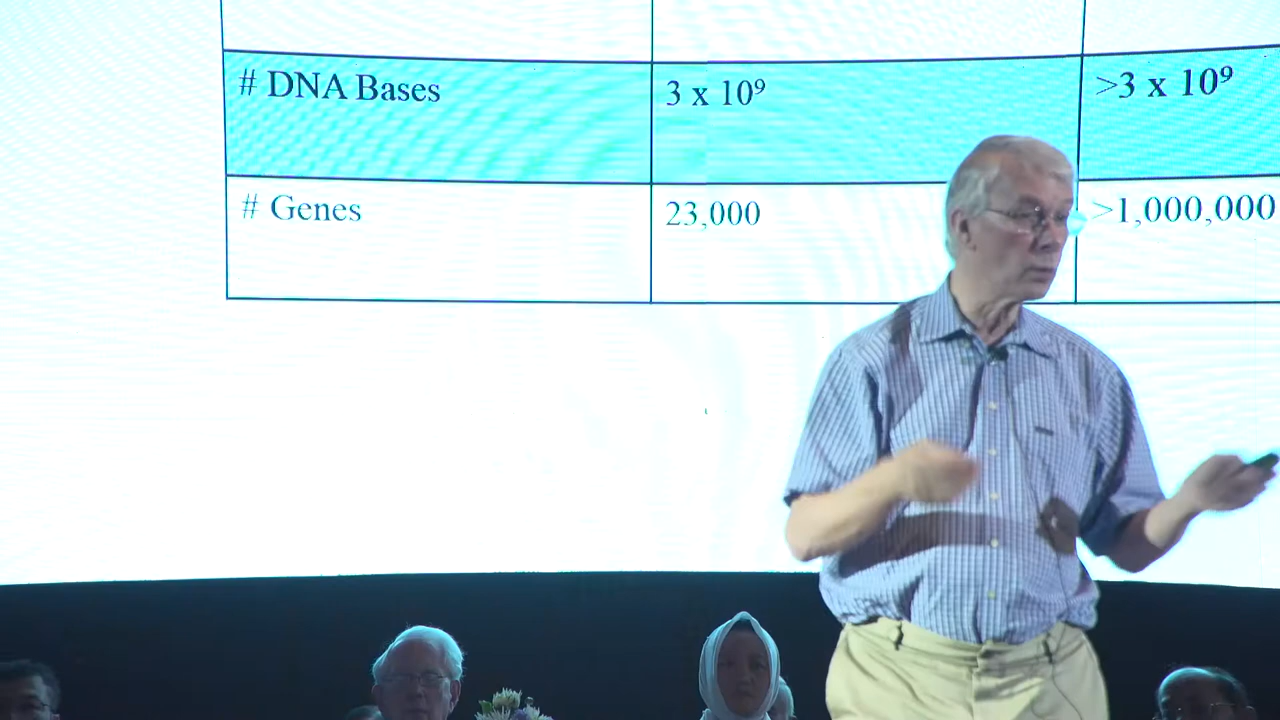 # DNA Bases 3 x 10⁹ >3 x 10⁹
# Genes 23,000 >1,000,000